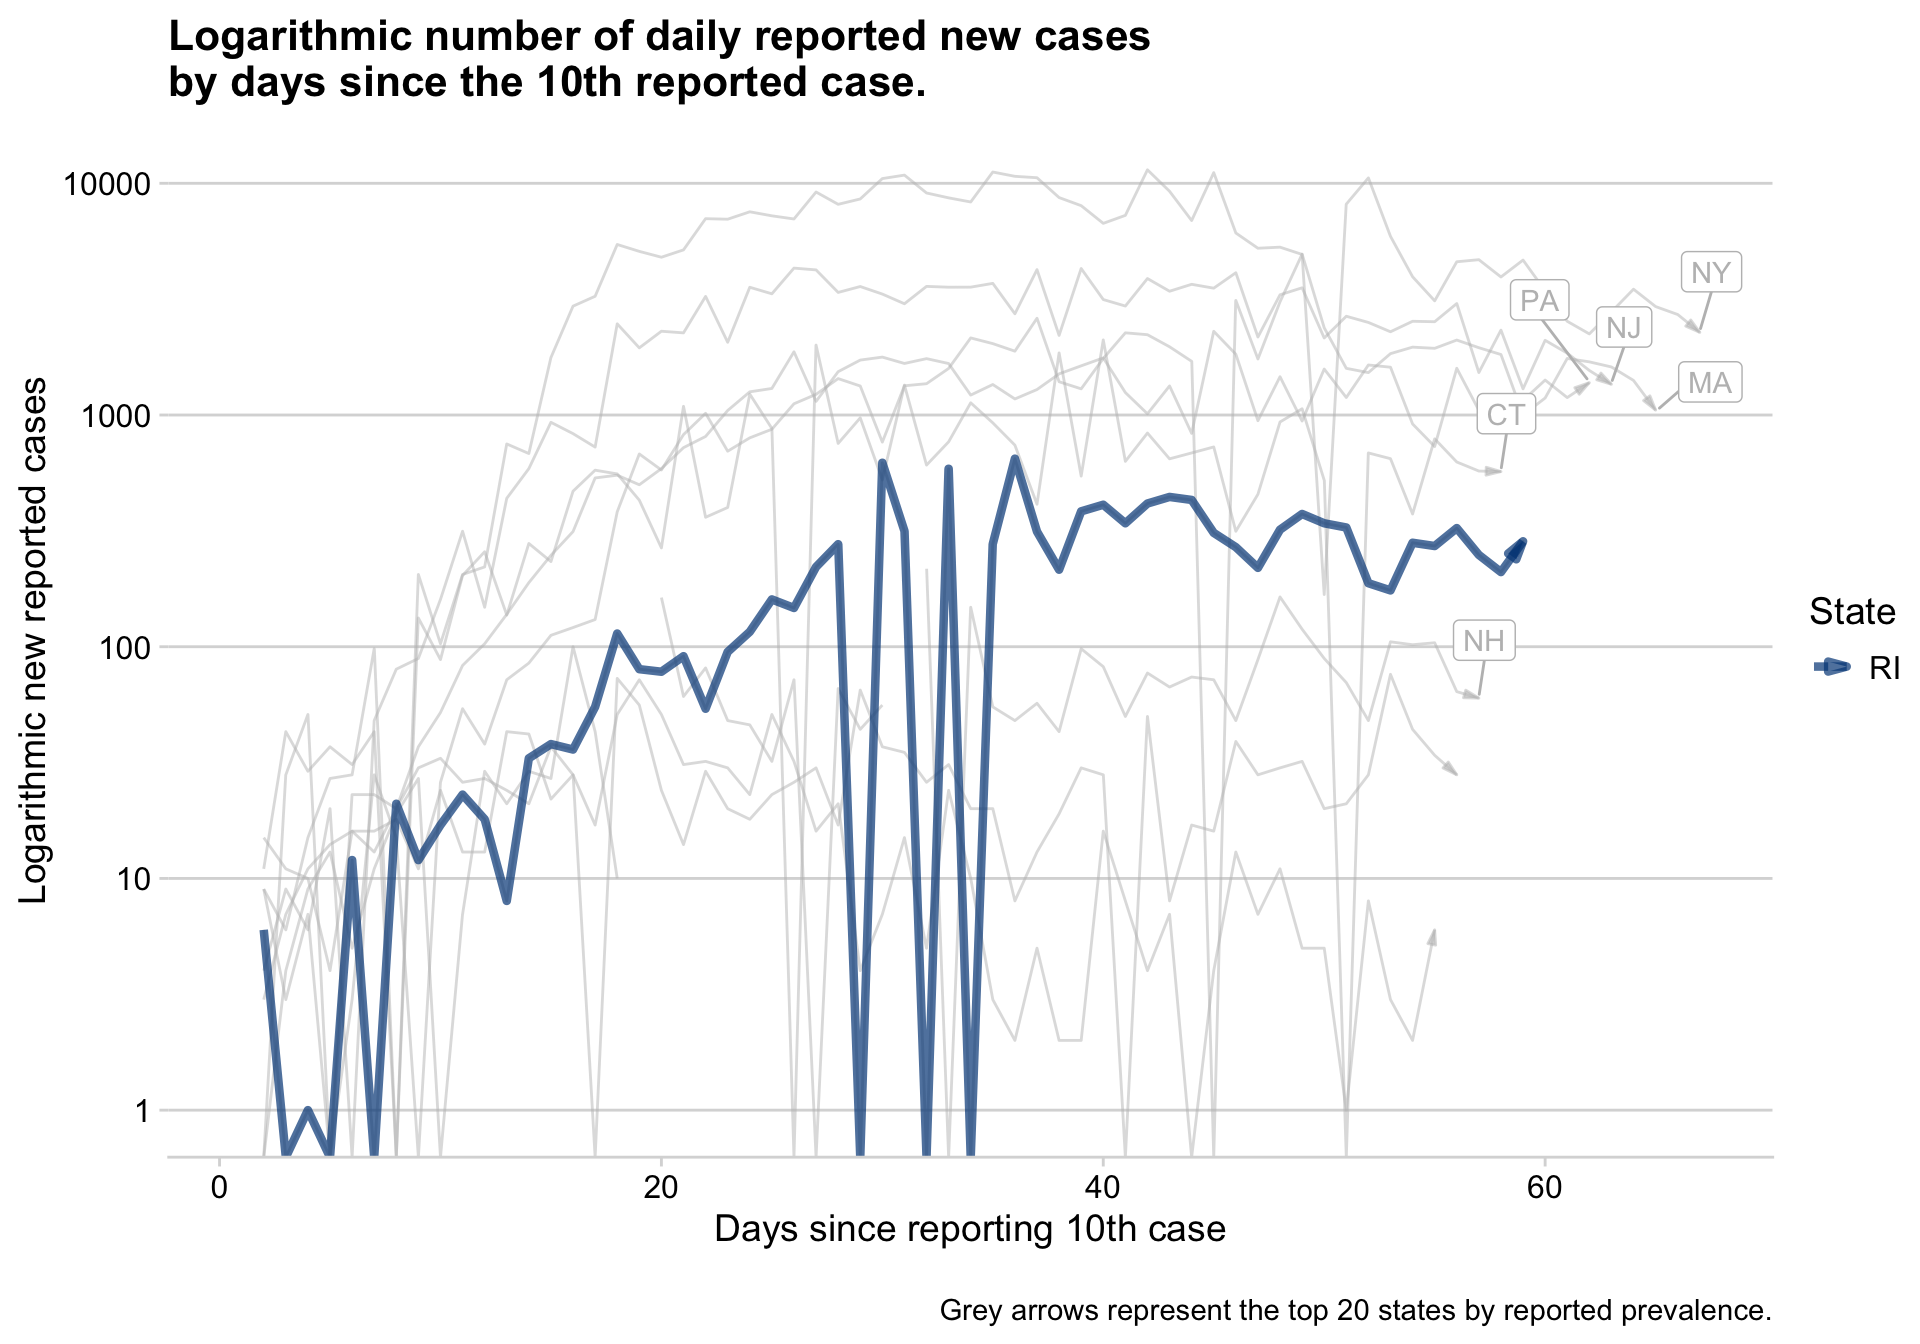 Logarithmic number of daily reported new cases
by days since the 10th reported case.
Logarithmic new reported cases
10000
1000
100
10
1
NY
PA
NJ
MA
CT
NH
State
RI
0
20
40
60
Days since reporting 10th case
Grey arrows represent the top 20 states by reported prevalence.